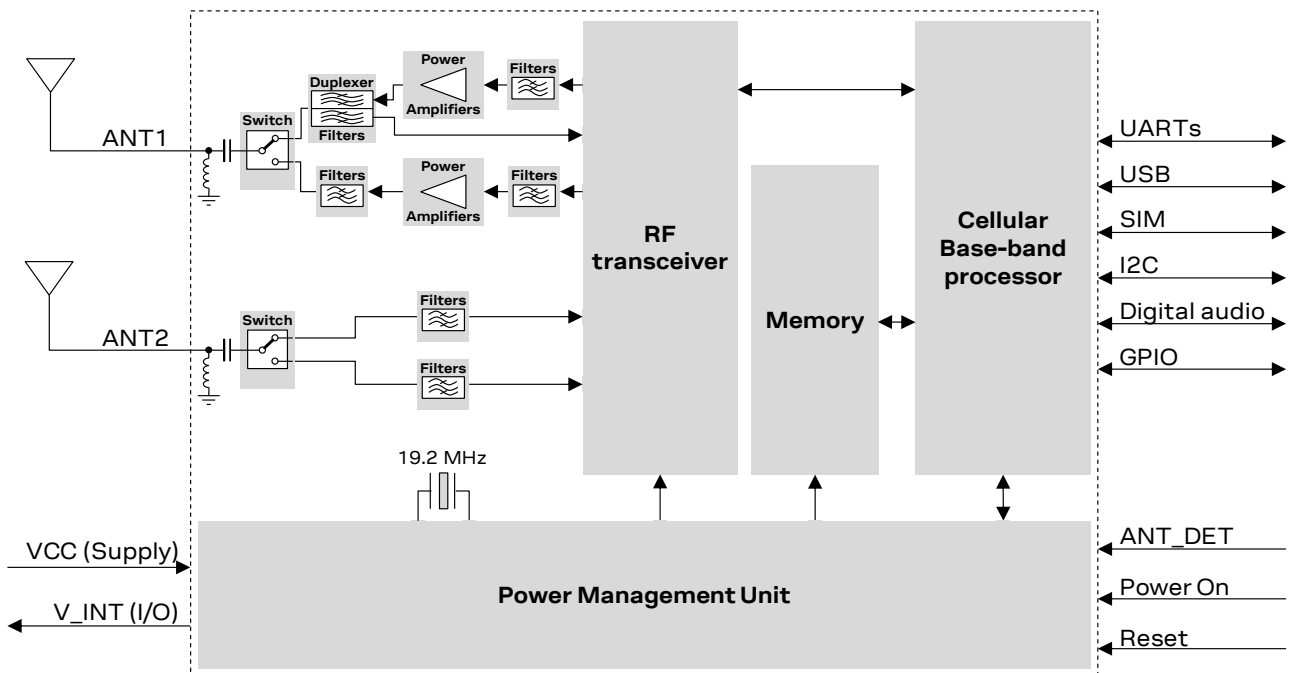 Power
Amplifiers
Filters
Duplexer
Filters
Switch
ANT1
Filters
Power
Amplifiers
Filters
RF
transceiver
Cellular
Base-band
processor
Memory
UARTs
USB
SIM
I2C
Digital audio
GPIO
Switch
ANT2
Filters
Filters
19.2 MHz
VCC (Supply)
V_INT (I/O)
Power Management Unit
ANT_DET
Power On
Reset